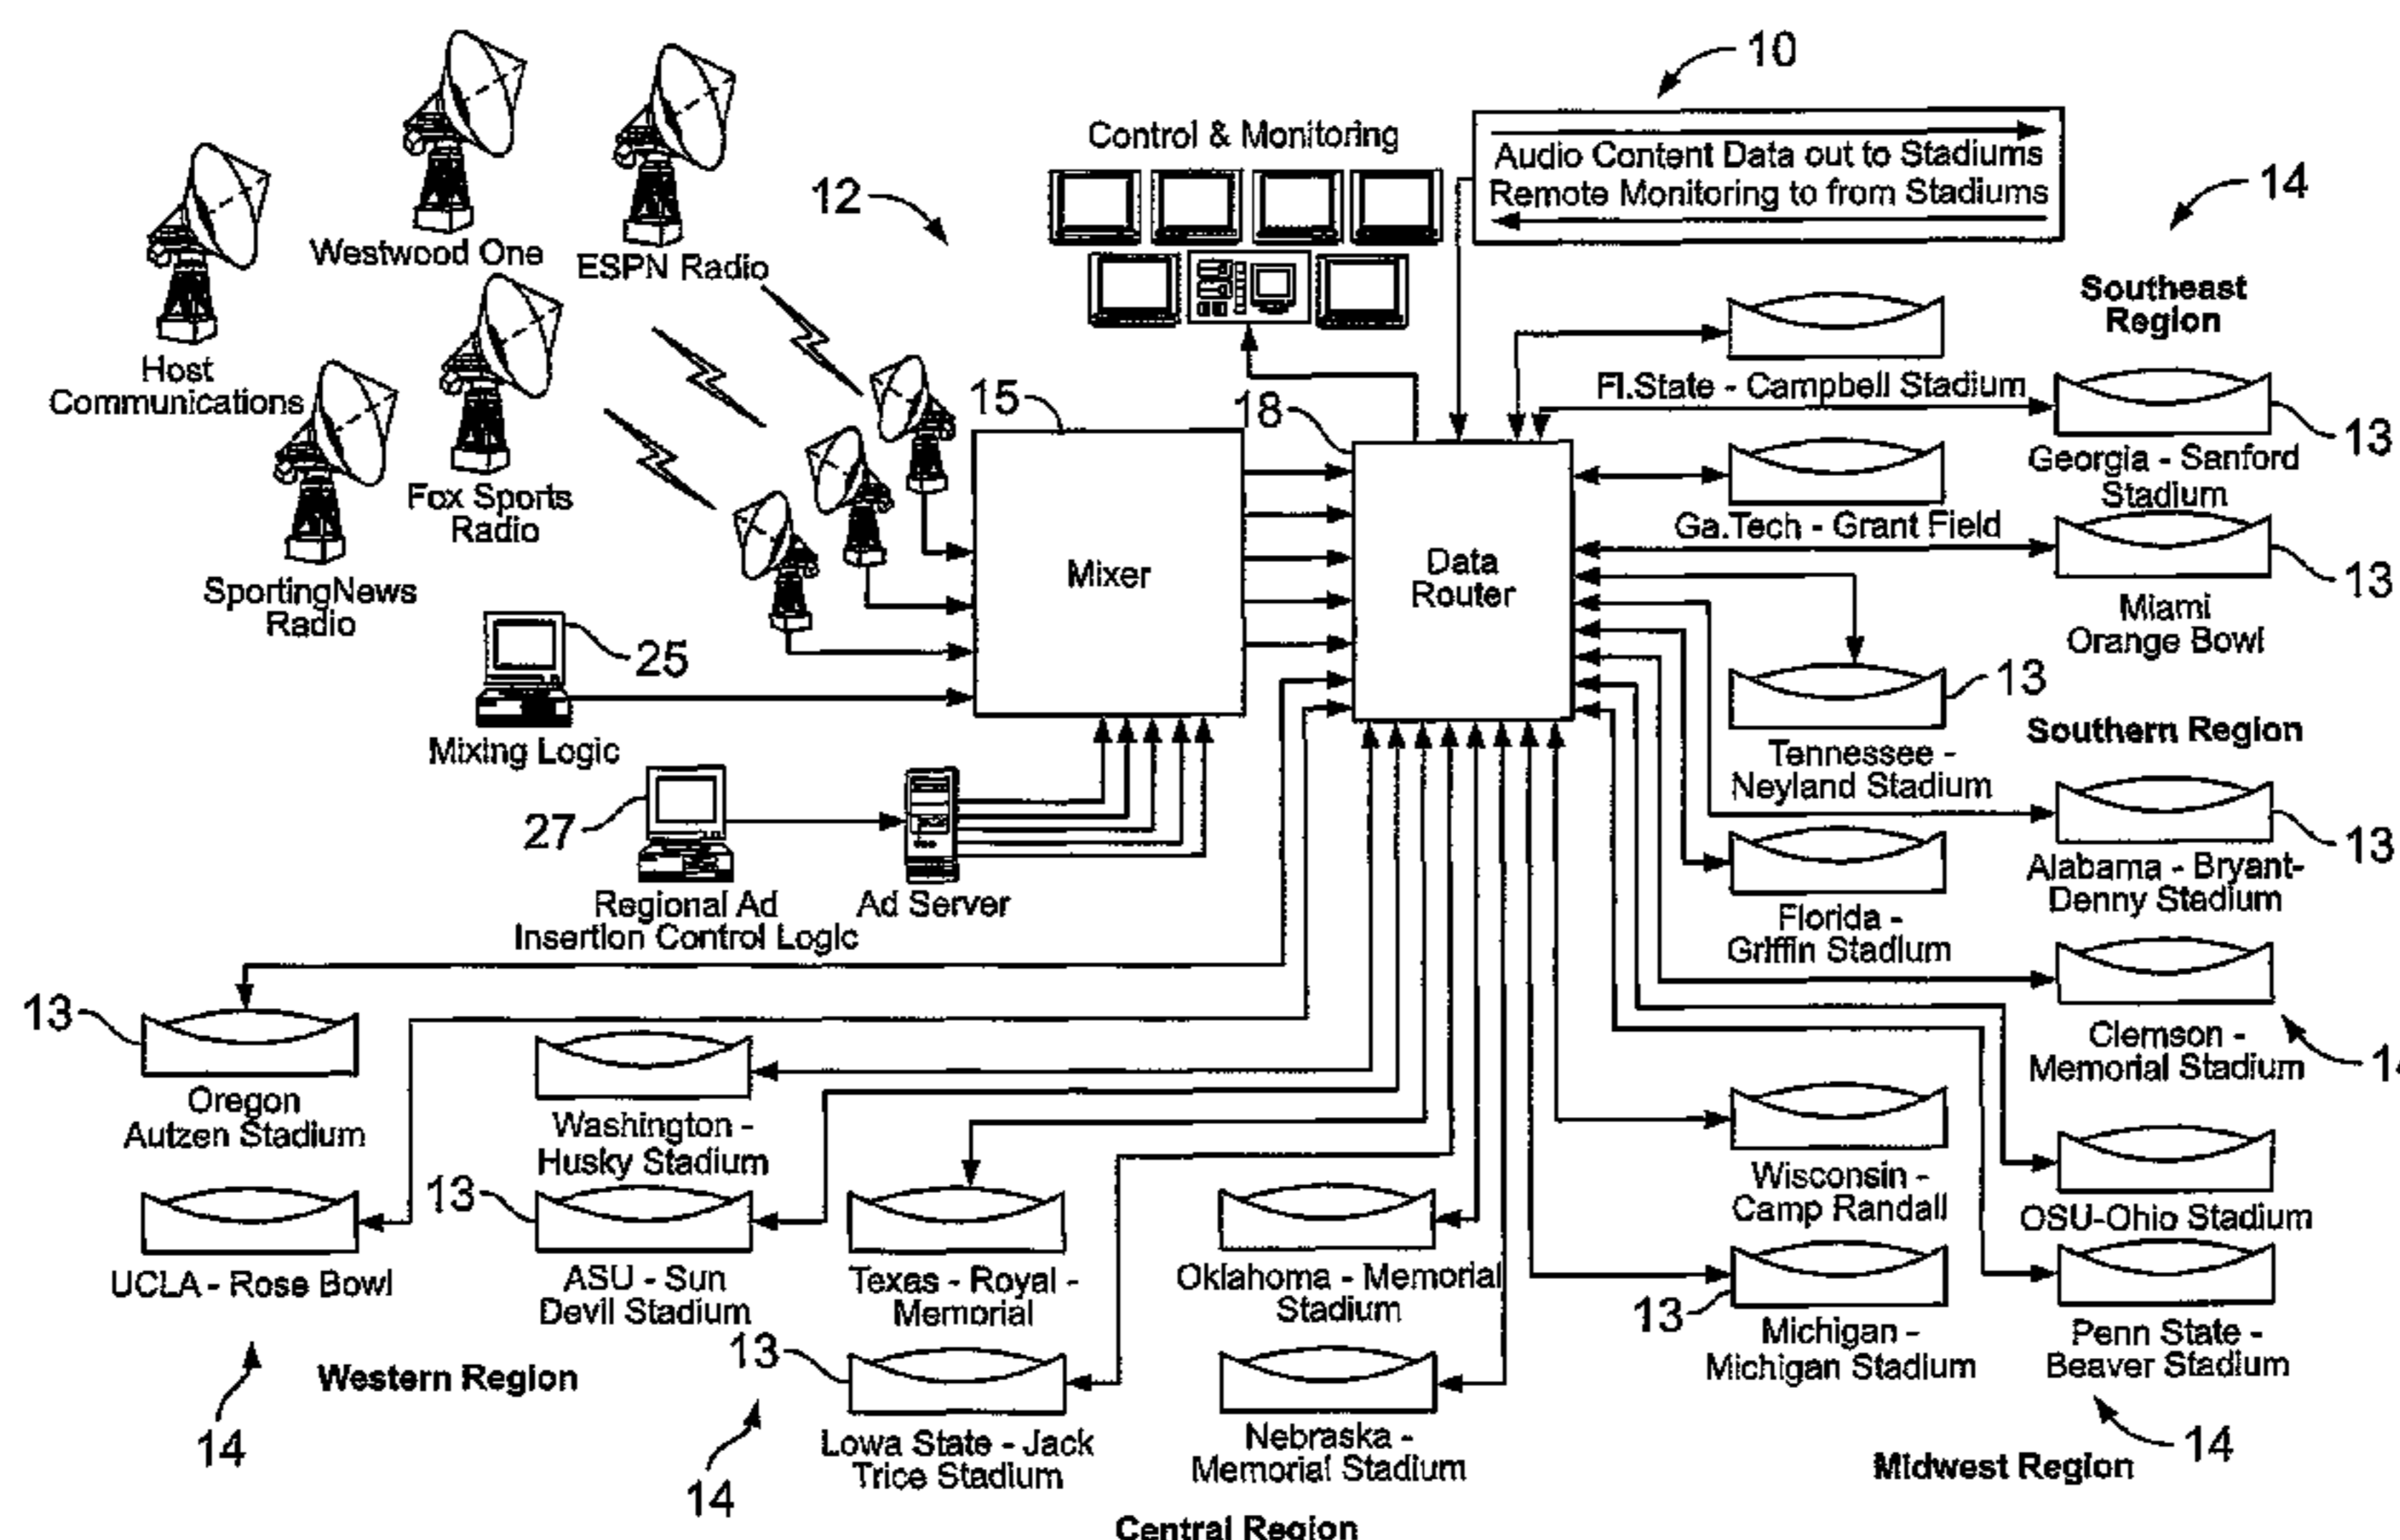 10
Control & Monitoring
Audio Content Data out to Stadiums
Remote Monitoring to from Stadiums
12
14
Westwood One
ESPN Radio
Host
Communications
Fox Sports
Radio
SportingNews
Radio
Southeast
Region
15
18
Fl.State - Campbell Stadium
13
Georgia - Sanford
Stadium
Mixer
Data
Router
Ga.Tech - Grant Field
13
Miami
Orange Bowl
25
Mixing Logic
13
Tennessee -
Neyland Stadium
Southern Region
27
Regional Ad
Insertion Control Logic
Ad Server
13
Alabama - Bryant-
Denny Stadium
Florida -
Griffin Stadium
Clemson -
Memorial Stadium
13
Oregon
Autzen Stadium
Washington -
Husky Stadium
Wisconsin -
Camp Randall
OSU-Ohio Stadium
UCLA - Rose Bowl
13
ASU - Sun
Devil Stadium
Texas - Royal -
Memorial
Oklahoma - Memorial
Stadium
13
Michigan -
Michigan Stadium
Penn State -
Beaver Stadium
14
Western Region
13
Lowa State - Jack
Trice Stadium
14
Nebraska -
Memorial Stadium
Central Region
14
Midwest Region